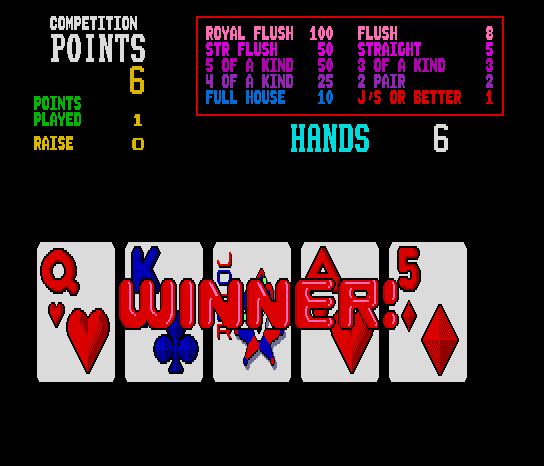 COMPETITION
POINTS
6
POINTS
PLAYED 1
RAISE 0
ROYAL FLUSH 100 FLUSH 8
STR FLUSH 50 STRAIGHT 5
5 OF A KIND 50 3 OF A KIND 3
4 OF A KIND 25 2 PAIR 2
FULL HOUSE 10 J'S OR BETTER 1
HANDS 6
Q K A 5
WINNER!